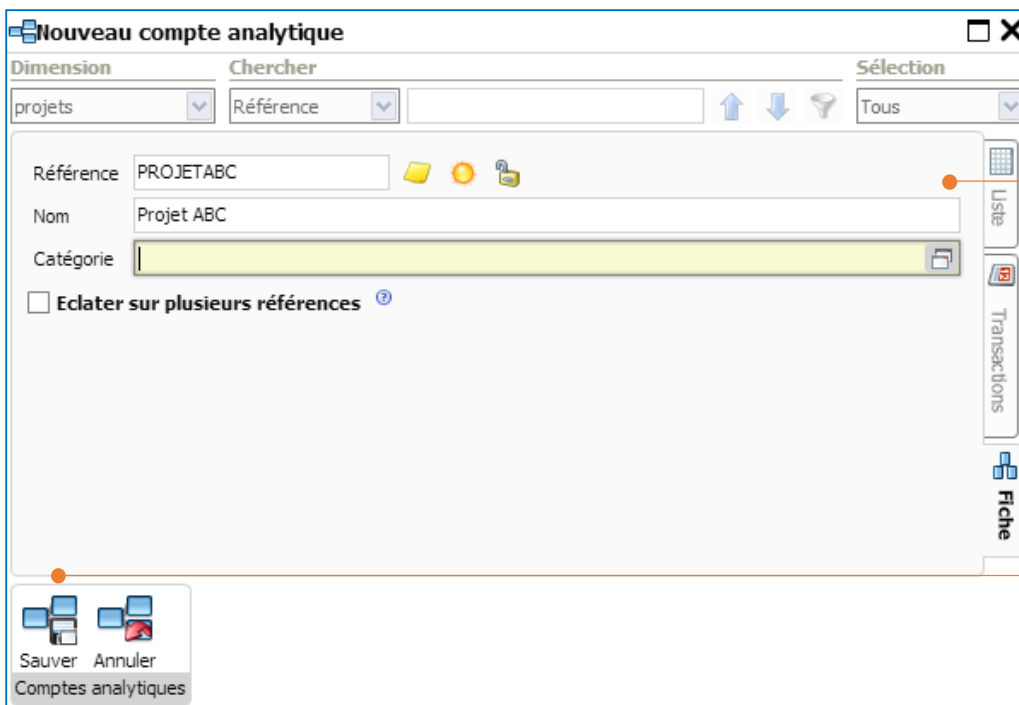 Nouveau compte analytique
Dimension Chercher Sélection
projets Référence Tous
Référence PROJETABC
Nom Projet ABC
Catégorie
Eclater sur plusieurs références ?
Liste
12
Transactions
Fiche
Sauver Annuler
Comptes analytiques